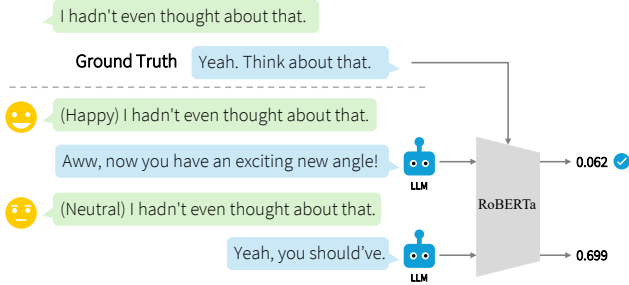 I hadn't even thought about that.
Ground Truth Yeah. Think about that.
(Happy) I hadn't even thought about that.
Aww, now you have an exciting new angle!
LLM
RoBERTa
0.062
(Neutral) I hadn't even thought about that.
Yeah, you should’ve.
LLM
0.699